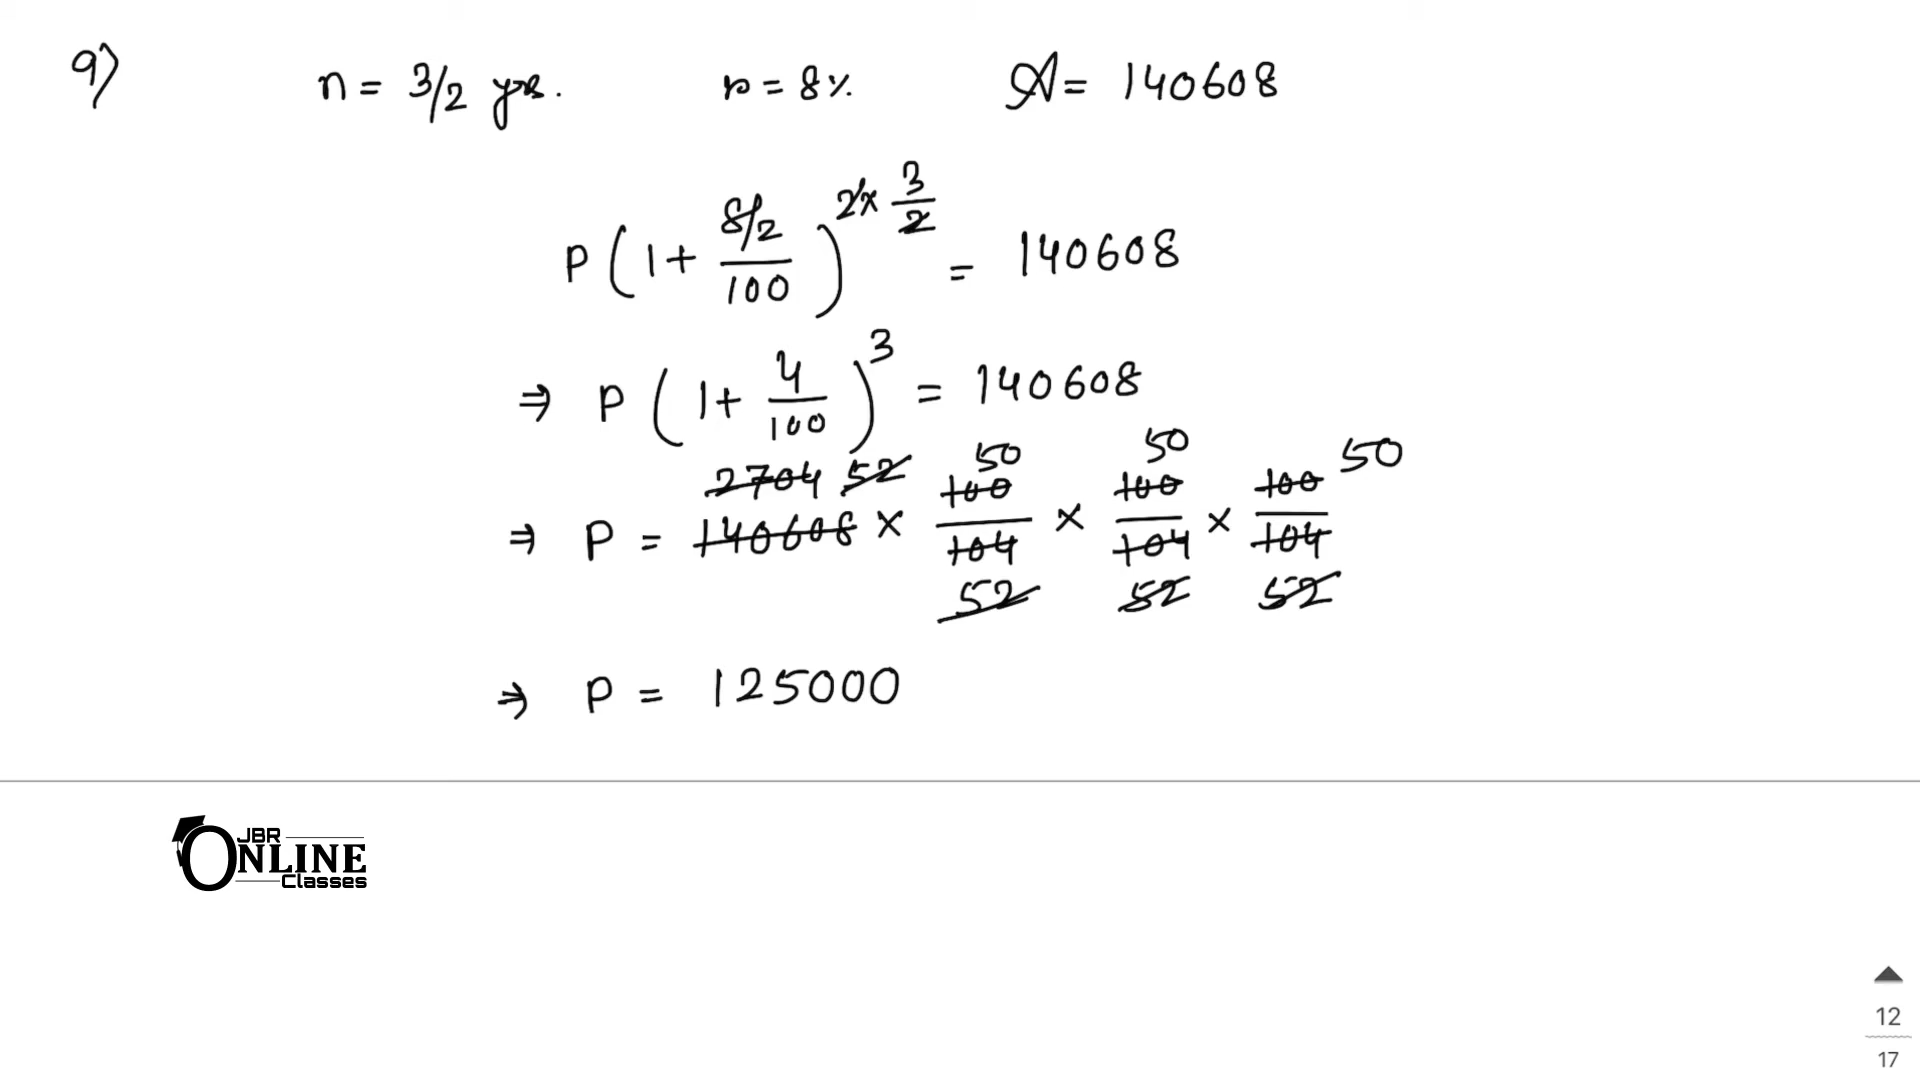 9) n = 3/2 yrs. r = 8% A = 140608
P(1 + (8/2)/100)^(2×3/2) = 140608
⇒ P(1 + 4/100)^3 = 140608
2704 52 50 50 50
⇒ P = 140608 × 100/104 × 100/104 × 100/104
52 52 52
⇒ P = 125000
JBR
ONLINE
Classes
12
17